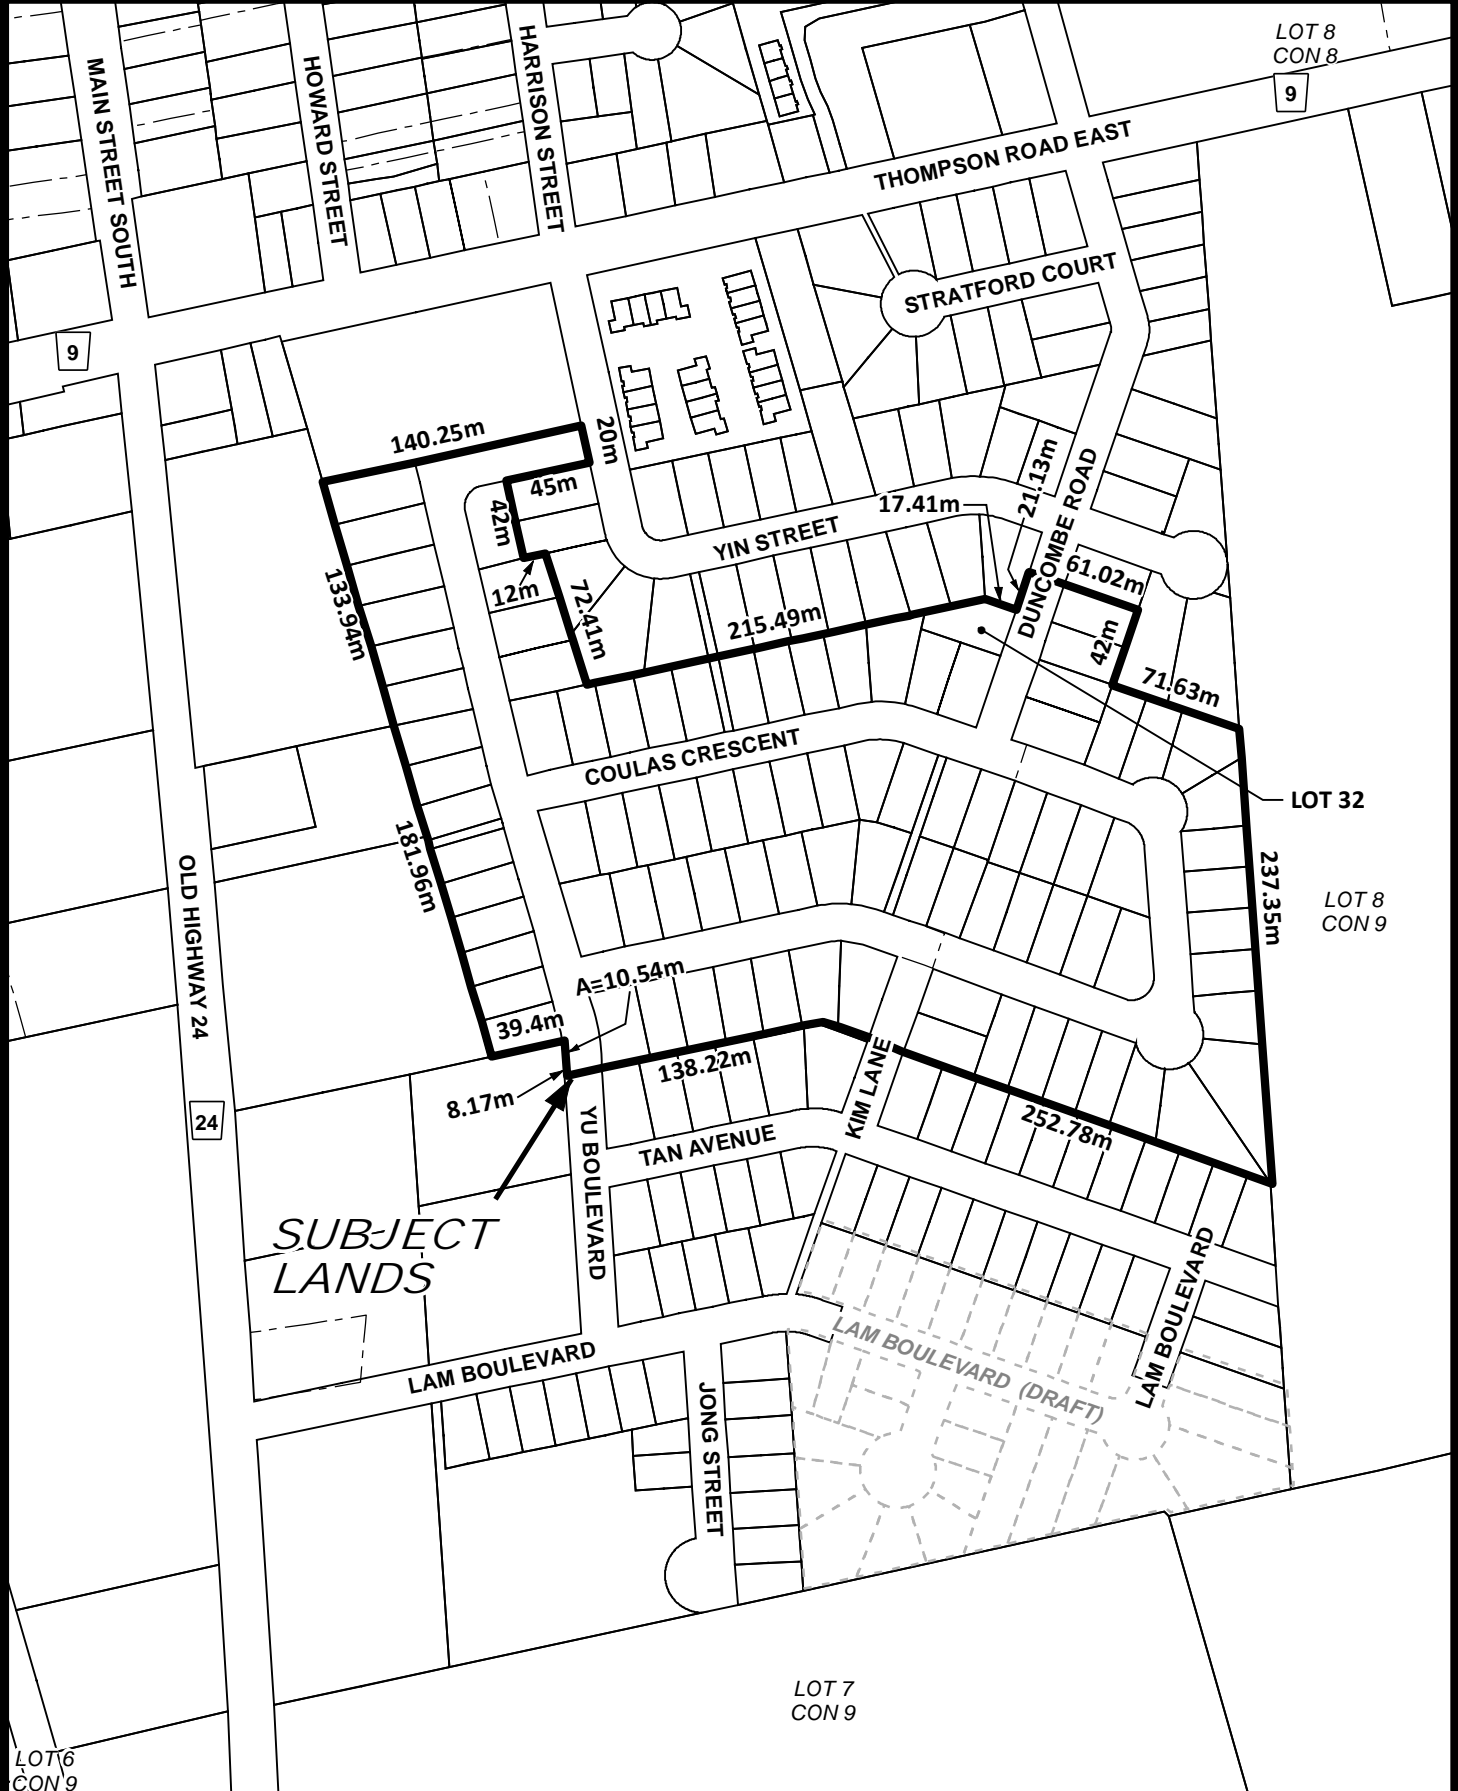 LOT 8
CON 8
9
MAIN STREET SOUTH
HOWARD STREET
HARRISON STREET
THOMPSON ROAD EAST
STRATFORD COURT
9
140.25m
20m
45m
42m
12m
72.41m
YIN STREET
17.41m
21.13m
DUNCOMBE ROAD
61.02m
42m
71.63m
133.94m
215.49m
COULAS CRESCENT
LOT 32
181.96m
237.35m
LOT 8
CON 9
OLD HIGHWAY 24
A=10.54m
39.4m
8.17m
138.22m
KIM LANE
252.78m
24
YU BOULEVARD
TAN AVENUE
SUBJECT
LANDS
LAM BOULEVARD
LAM BOULEVARD (DRAFT)
LAM BOULEVARD
JONG STREET
LOT 7
CON 9
LOT 6
CON 9